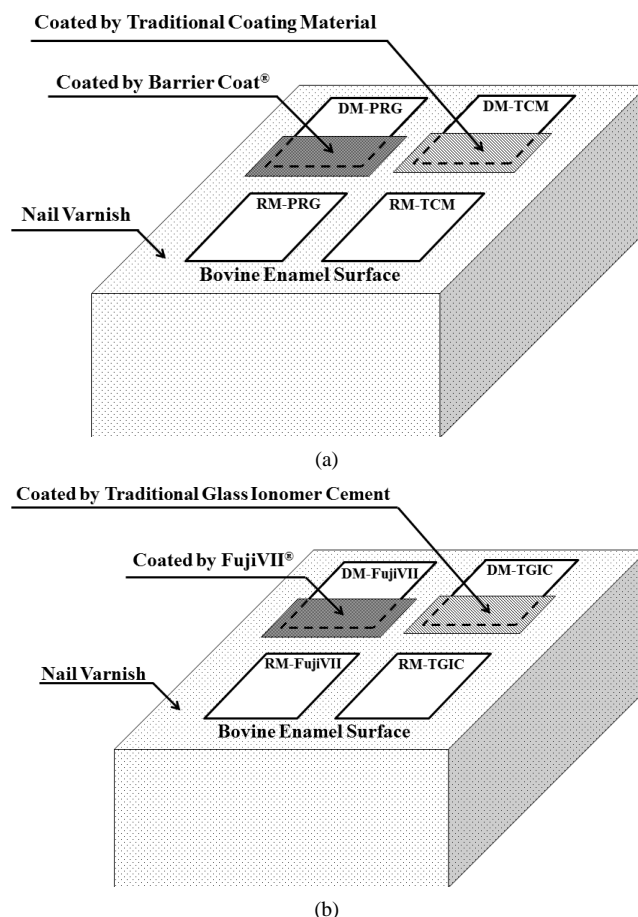 Coated by Traditional Coating Material
Coated by Barrier Coat®
DM-PRG
DM-TCM
RM-PRG
RM-TCM
Nail Varnish
Bovine Enamel Surface
(a)
Coated by Traditional Glass Ionomer Cement
Coated by FujiVII®
DM-FujiVII
DM-TGIC
RM-FujiVII
RM-TGIC
Nail Varnish
Bovine Enamel Surface
(b)